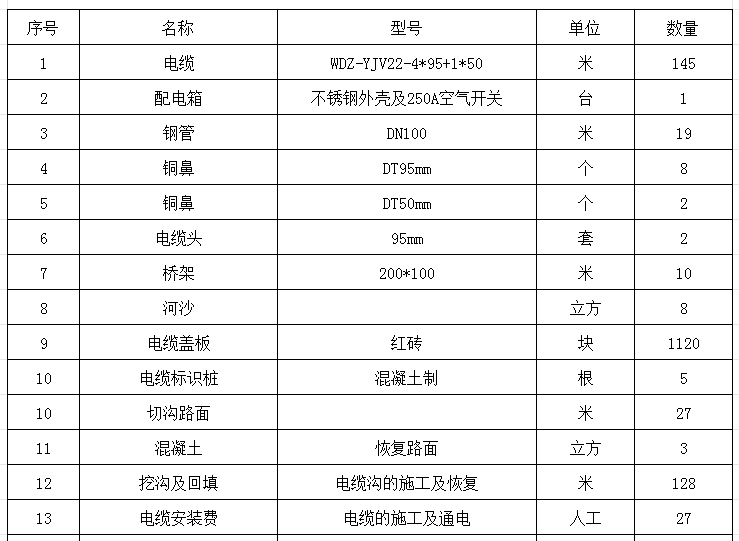 序号 名称 型号 单位 数量
1 电缆 WDZ-YJV22-4*95+1*50 米 145
2 配电箱 不锈钢外壳及250A空气开关 台 1
3 钢管 DN100 米 19
4 铜鼻 DT95mm 个 8
5 铜鼻 DT50mm 个 2
6 电缆头 95mm 套 2
7 桥架 200*100 米 10
8 河沙 立方 8
9 电缆盖板 红砖 块 1120
10 电缆标识桩 混凝土制 根 5
10 切沟路面 米 27
11 混凝土 恢复路面 立方 3
12 挖沟及回填 电缆沟的施工及恢复 米 128
13 电缆安装费 电缆的施工及通电 人工 27